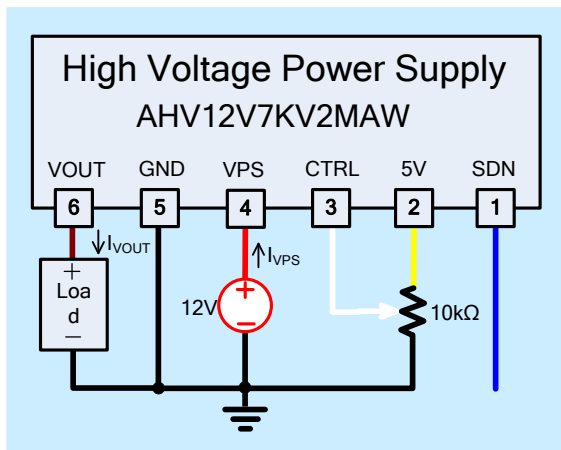 High Voltage Power Supply
AHV12V7KV2MAW
VOUT GND VPS CTRL 5V SDN
6 5 4 3 2 1
IVOUT
IVPS
+
Loa
d
−
12V
+
−
10kΩ